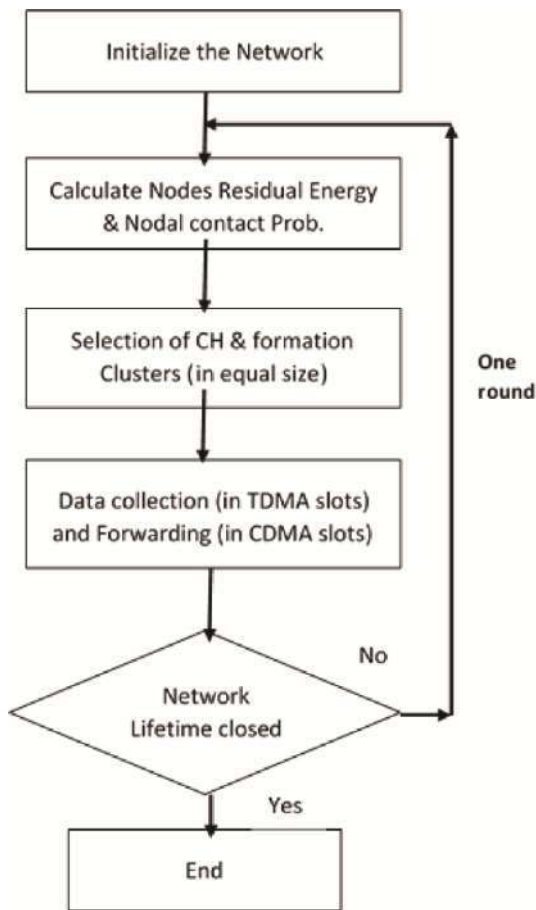 Initialize the Network
Calculate Nodes Residual Energy
& Nodal contact Prob.
Selection of CH & formation
Clusters (in equal size)
One
round
Data collection (in TDMA slots)
and Forwarding (in CDMA slots)
No
Network
Lifetime closed
Yes
End